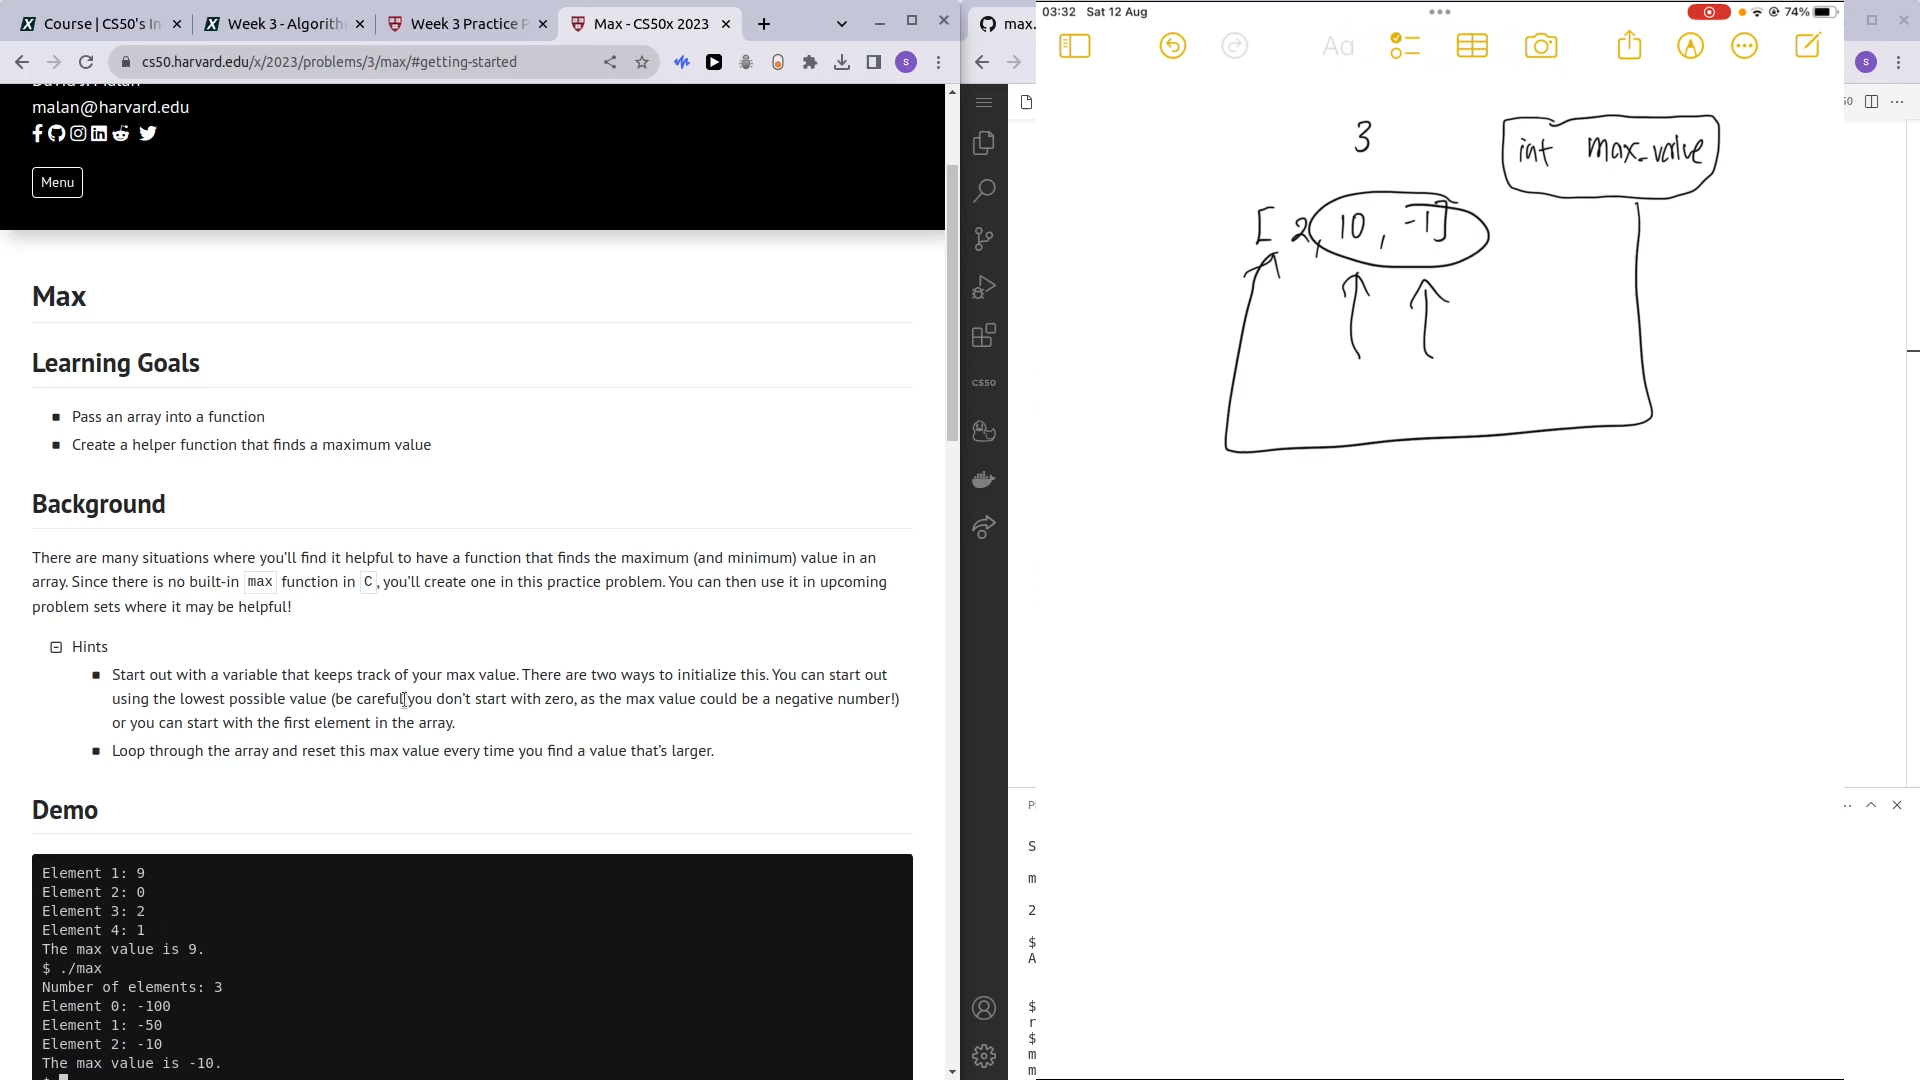 Course | CS50's In
Week 3 - Algorith
Week 3 Practice P
Max - CS50x 2023
cs50.harvard.edu/x/2023/problems/3/max/#getting-started
malan@harvard.edu
Menu
Max
Learning Goals
Pass an array into a function
Create a helper function that finds a maximum value
Background
There are many situations where you'll find it helpful to have a function that finds the maximum (and minimum) value in an
array. Since there is no built-in max function in C, you'll create one in this practice problem. You can then use it in upcoming
problem sets where it may be helpful!
Hints
Start out with a variable that keeps track of your max value. There are two ways to initialize this. You can start out
using the lowest possible value (be careful you don't start with zero, as the max value could be a negative number!)
or you can start with the first element in the array.
Loop through the array and reset this max value every time you find a value that's larger.
Demo
Element 1: 9
Element 2: 0
Element 3: 2
Element 4: 1
The max value is 9.
$ ./max
Number of elements: 3
Element 0: -100
Element 1: -50
Element 2: -10
The max value is -10.
max.
S
CS50
03:32 Sat 12 Aug
74%
Aa
3
int max_value
[ 2, 10, -1]
S
50
P
S
m
2
$
A
$
r
$
m
m